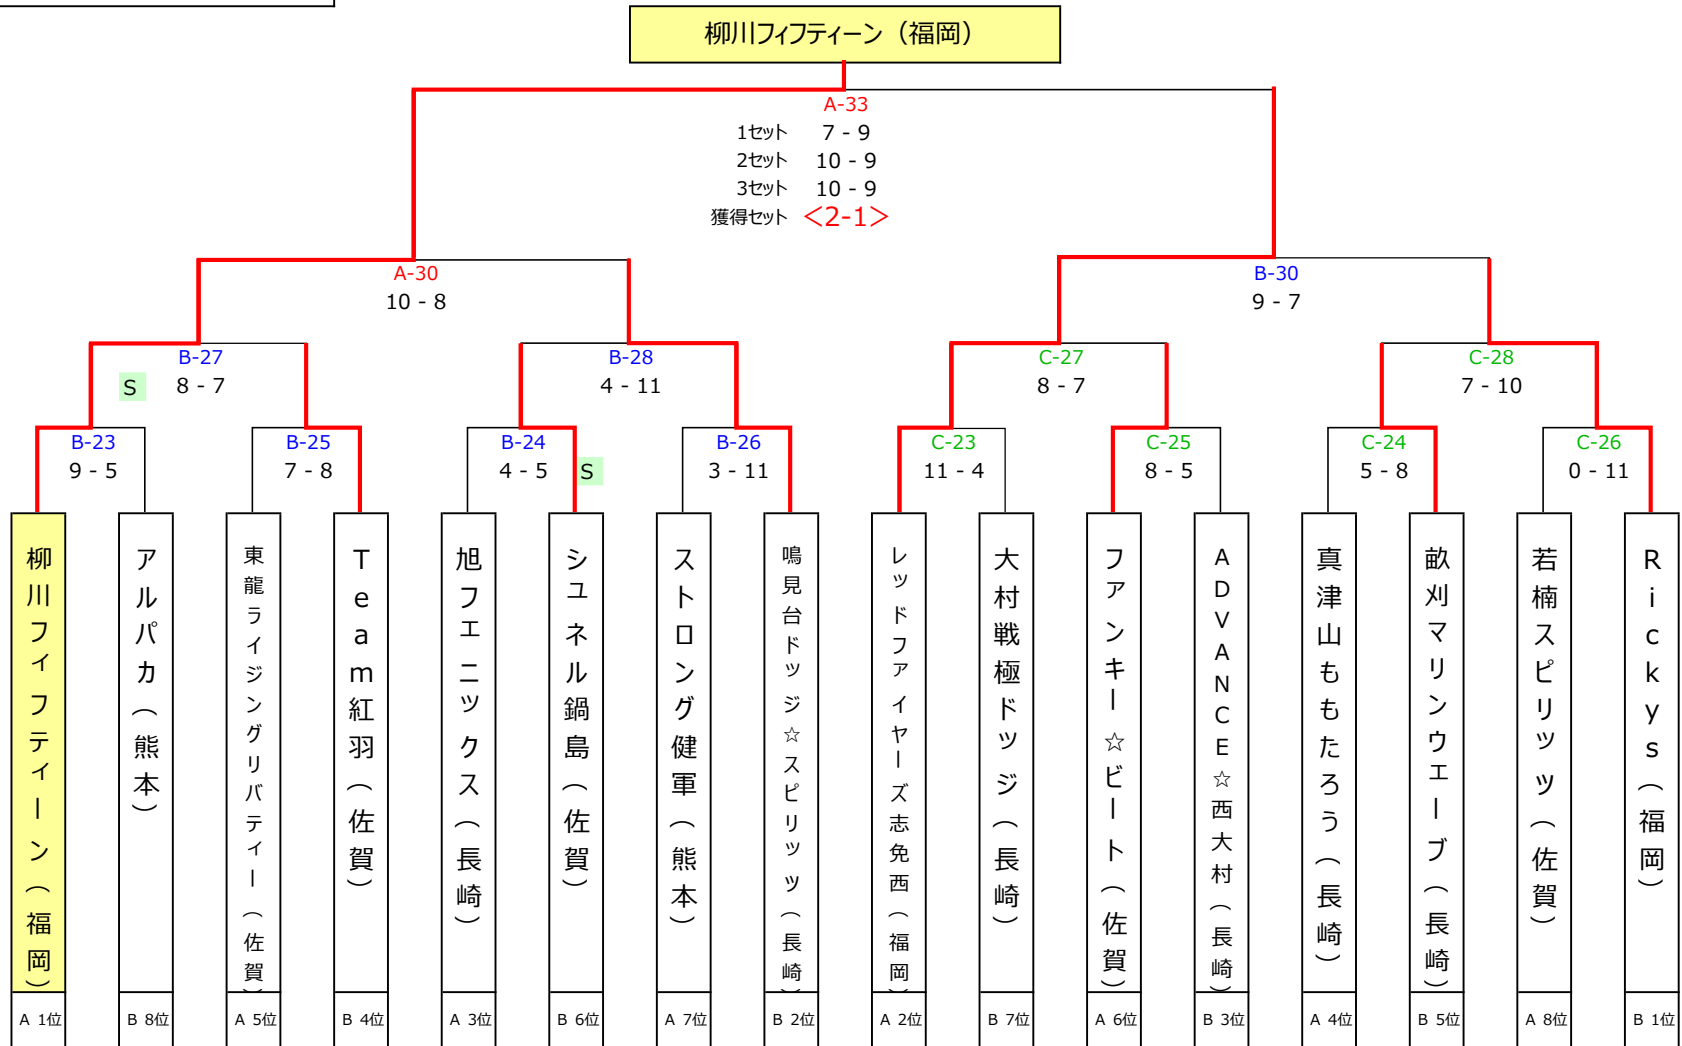 柳川フィフティーン（福岡）
A-33
1セット 7 - 9
2セット 10 - 9
3セット 10 - 9
獲得セット <2-1>
A-30 B-30
10 - 8 9 - 7
B-27 B-28 C-27 C-28
S 8 - 7 4 - 11 8 - 7 7 - 10
B-23 B-25 B-24 B-26 C-23 C-25 C-24 C-26
9 - 5 7 - 8 4 - 5 S 3 - 11 11 - 4 8 - 5 5 - 8 0 - 11
柳川フィフティーン（福岡）
アルパカ（熊本）
東龍ライジングリバティー（佐賀）
Team紅羽（佐賀）
旭フェニックス（長崎）
シュネル鍋島（佐賀）
ストロング健軍（熊本）
鳴見台ドッジ☆スピリッツ（長崎）
レッドファイヤーズ志免西（福岡）
大村戦極ドッジ（長崎）
ファンキー☆ビート（佐賀）
ADVANCE☆西大村（長崎）
真津山ももたろう（長崎）
畝刈マリンウェーブ（長崎）
若楠スピリッツ（佐賀）
Rickys（福岡）
A 1位 B 8位 A 5位 B 4位 A 3位 B 6位 A 7位 B 2位 A 2位 B 7位 A 6位 B 3位 A 4位 B 5位 A 8位 B 1位